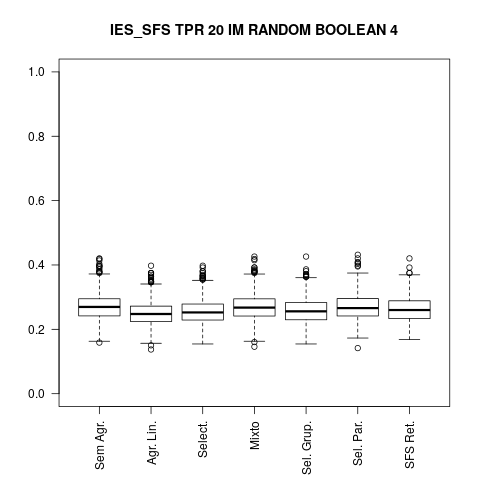 IES_SFS TPR 20 IM RANDOM BOOLEAN 4
1.0
0.8
0.6
0.4
0.2
0.0
Sem Agr.
Agr. Lin.
Select.
Mixto
Sel. Grup.
Sel. Par.
SFS Ret.